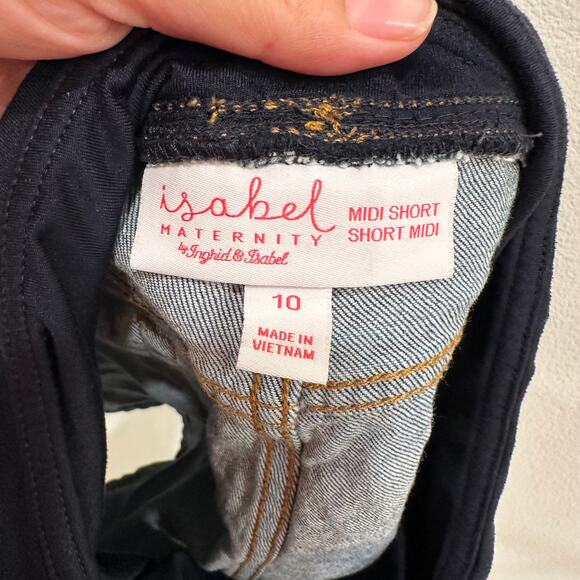 isabel
MATERNITY
by Ingrid & Isabel
MIDI SHORT
SHORT MIDI
10
MADE IN
VIETNAM